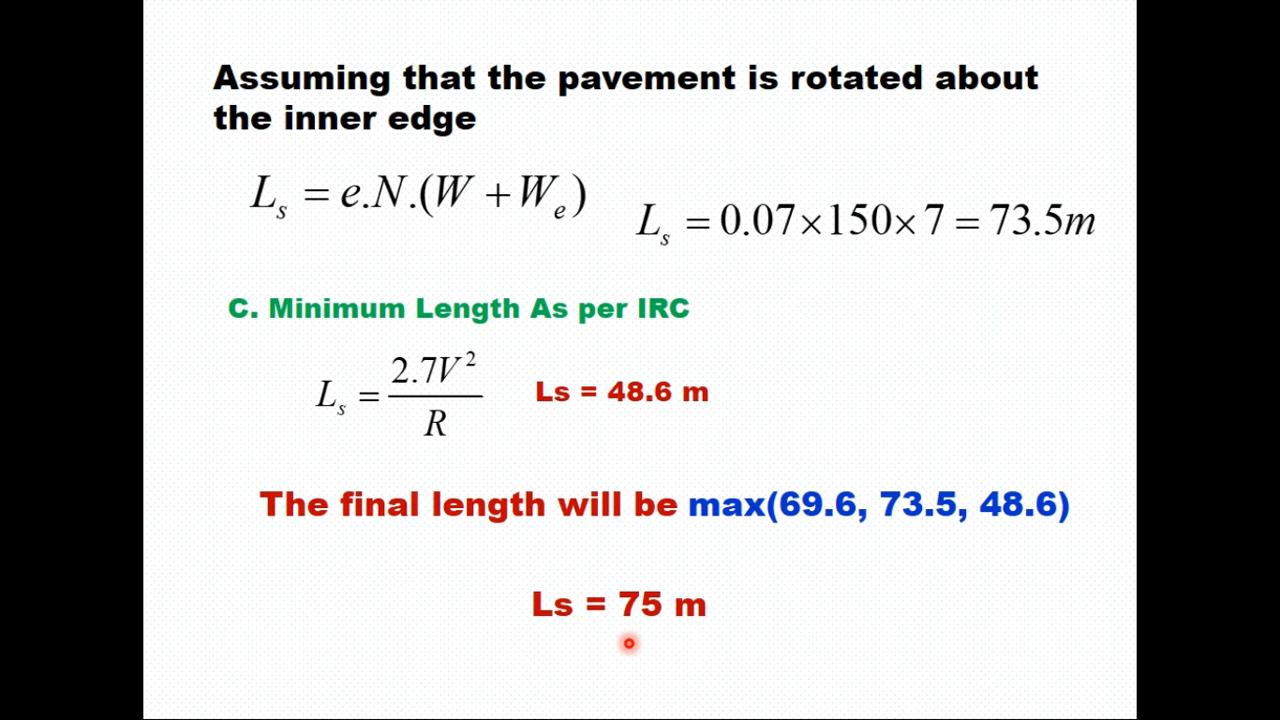 Assuming that the pavement is rotated about
the inner edge
Lₛ = e.N.(W + Wₑ)
Lₛ = 0.07×150×7 = 73.5m
C. Minimum Length As per IRC
Lₛ = 2.7V² / R
Ls = 48.6 m
The final length will be max(69.6, 73.5, 48.6)
Ls = 75 m